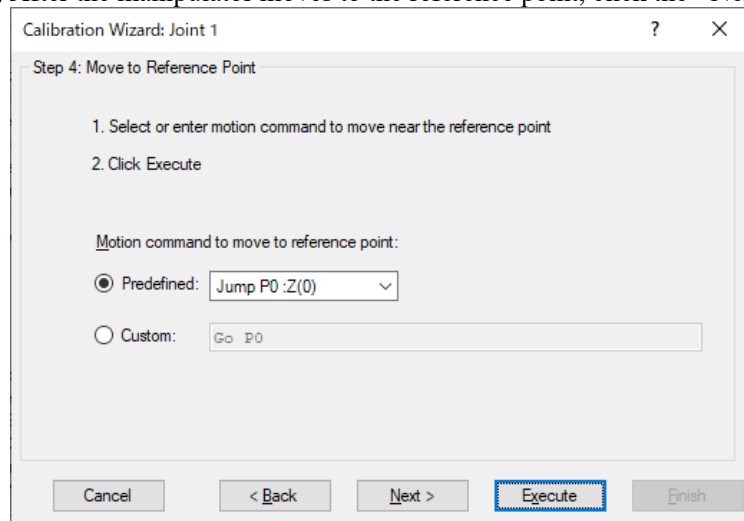 Calibration Wizard: Joint 1
Step 4: Move to Reference Point
1. Select or enter motion command to move near the reference point
2. Click Execute
Motion command to move to reference point:
Predefined: Jump P0 :Z(0)
Custom: Go P0
Cancel < Back Next > Execute Finish